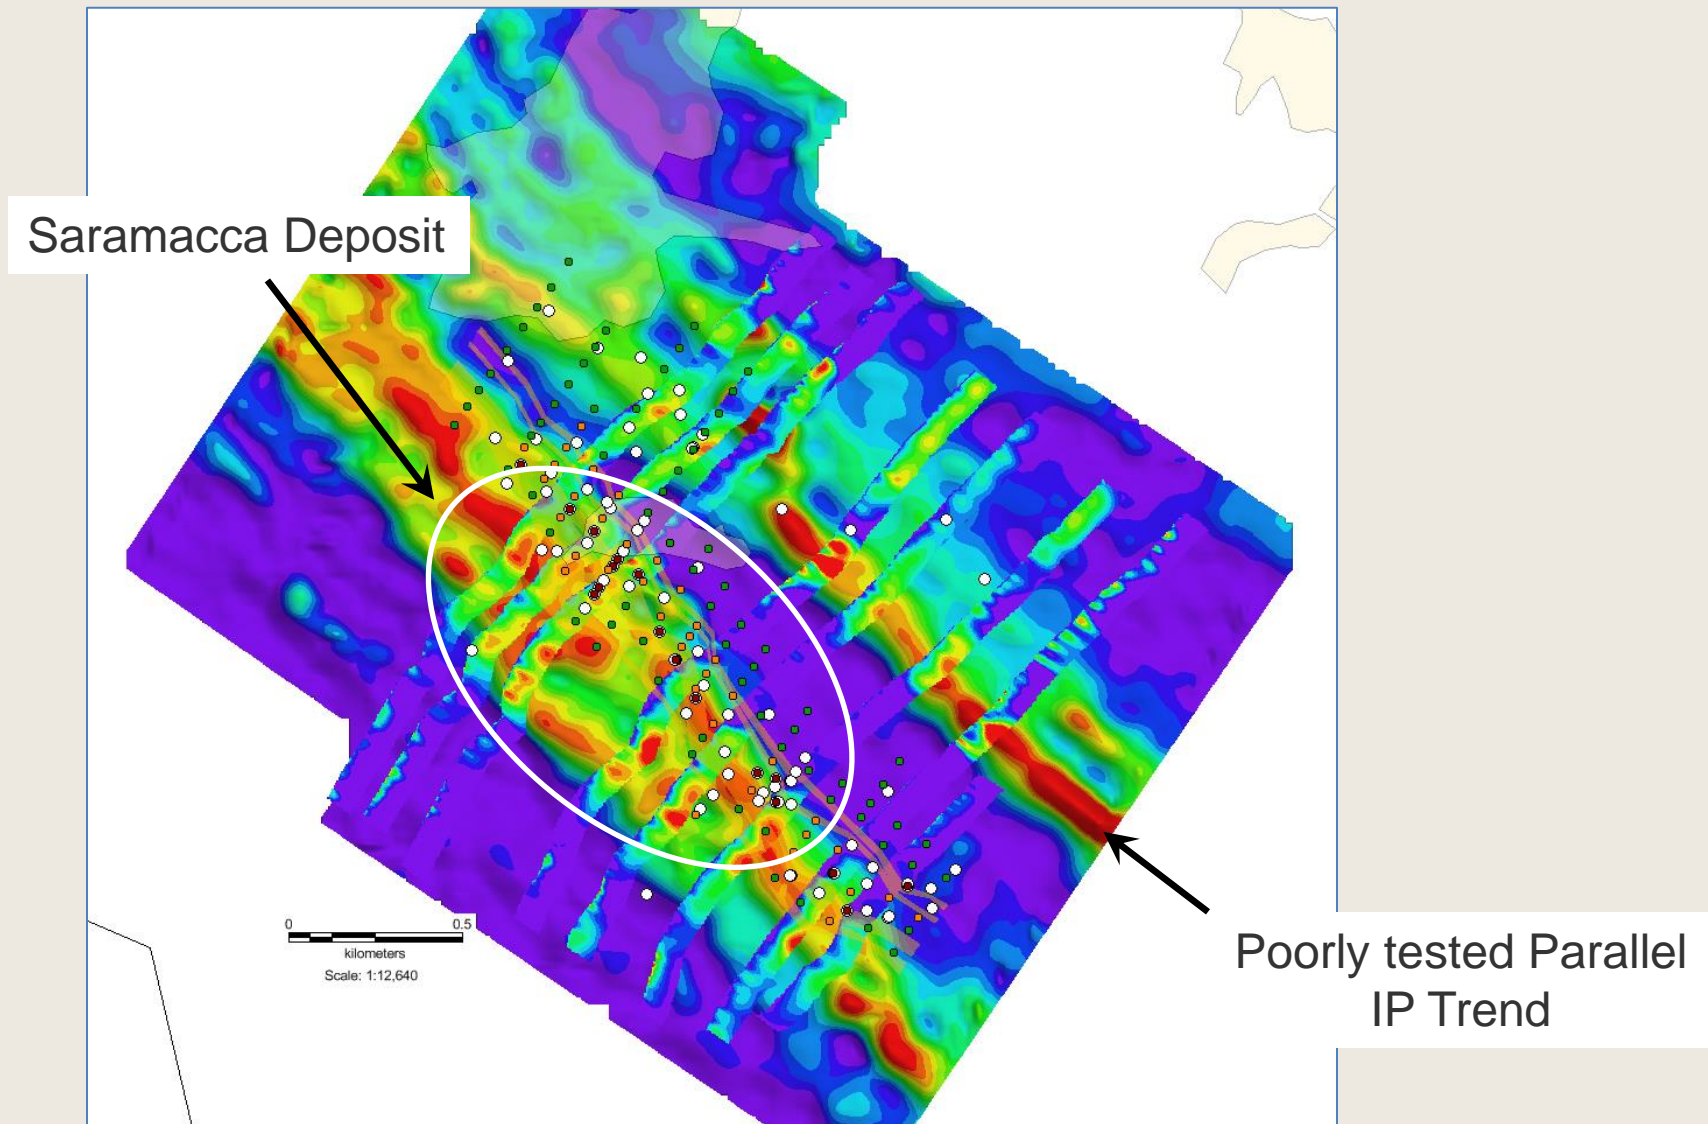 Saramacca Deposit
0 0.5
kilometers
Scale: 1:12,640
Poorly tested Parallel
IP Trend